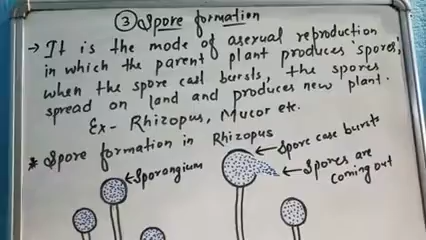 ③ Spore formation
→ It is the mode of asexual reproduction
in which the parent plant produces 'spores',
when the spore case bursts, the spores
spread on land and produces new plant.
Ex- Rhizopus, Mucor etc.
* Spore formation in Rhizopus
Sporangium
Spore case bursts
Spores are
coming out